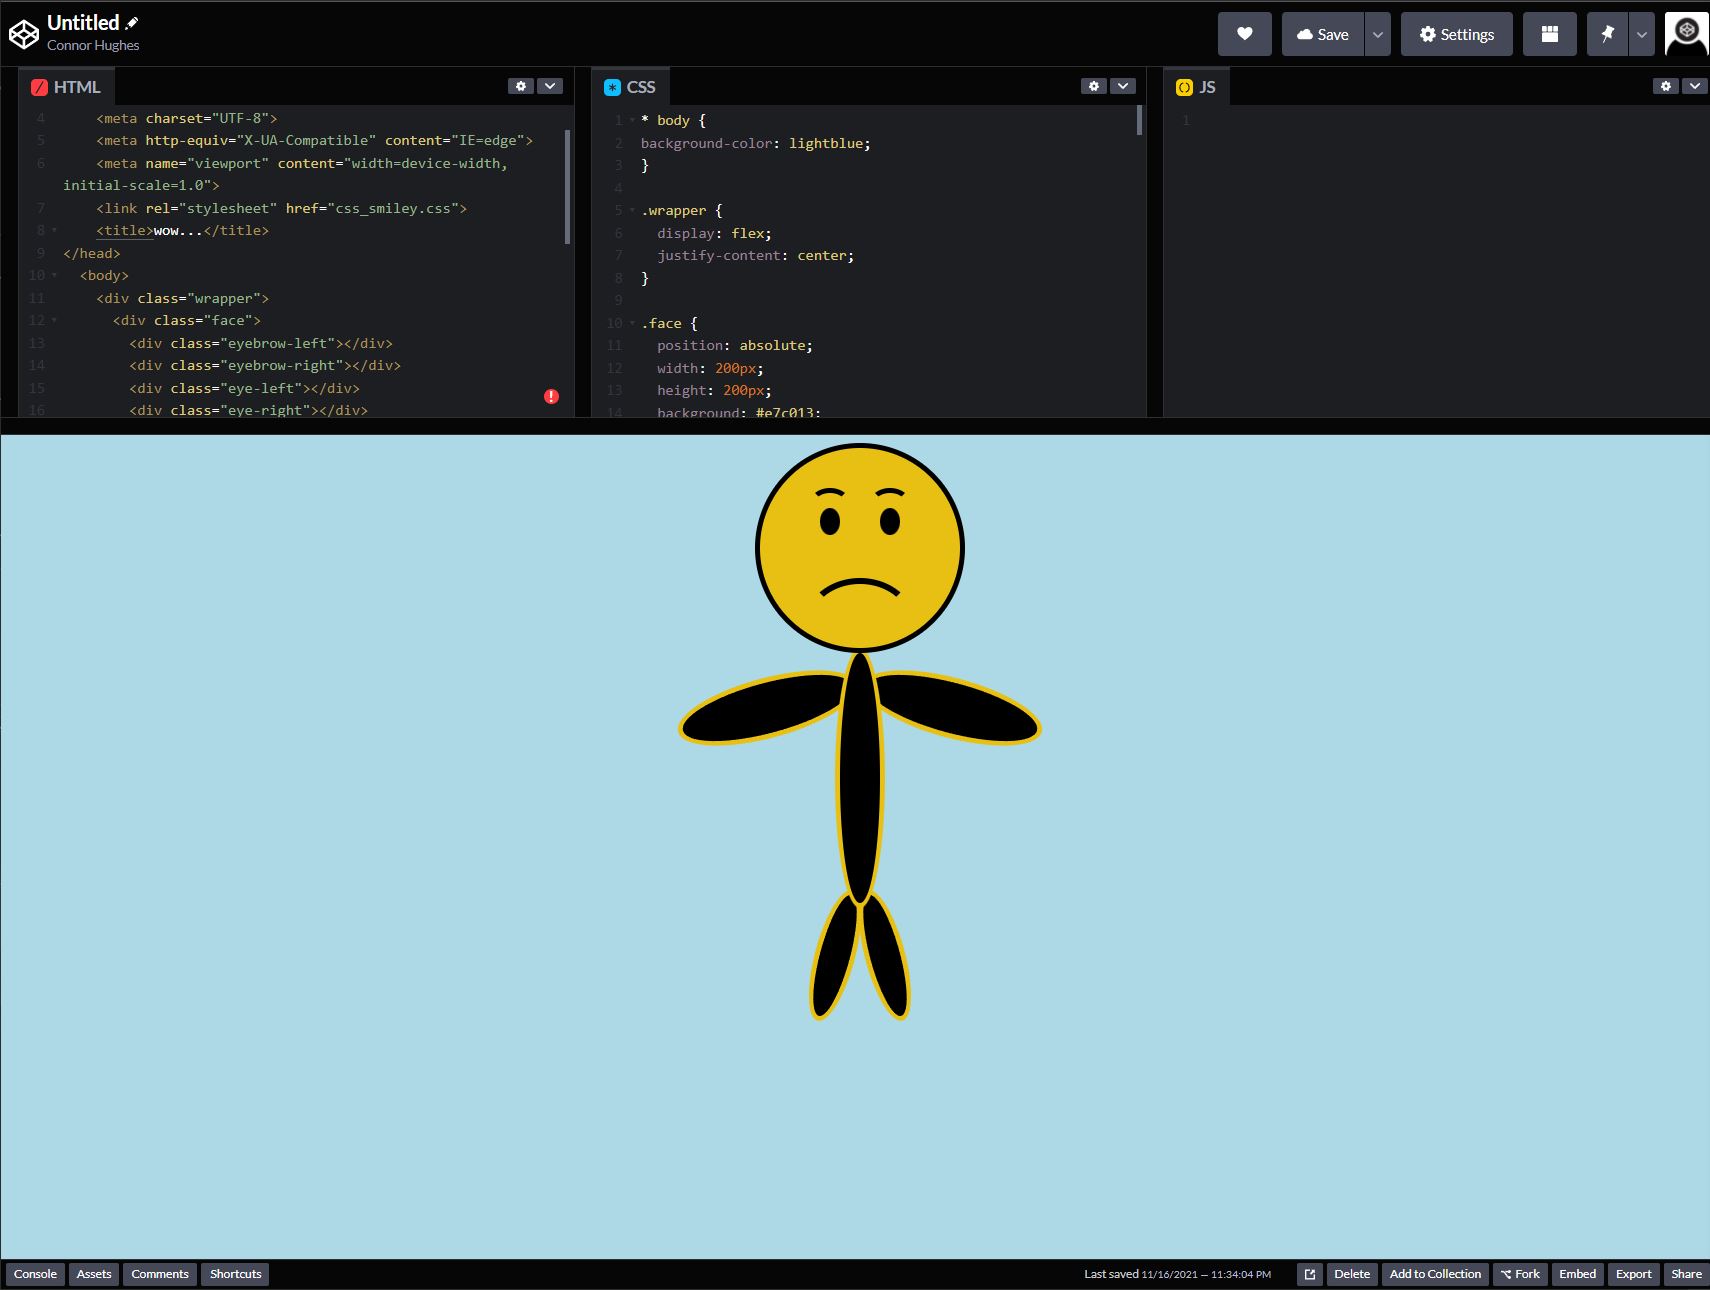 Untitled
Connor Hughes
Save
Settings
HTML
4 <meta charset="UTF-8">
5 <meta http-equiv="X-UA-Compatible" content="IE=edge">
6 <meta name="viewport" content="width=device-width,
initial-scale=1.0">
7 <link rel="stylesheet" href="css_smiley.css">
8 <title>wow...</title>
9 </head>
10 <body>
11 <div class="wrapper">
12 <div class="face">
13 <div class="eyebrow-left"></div>
14 <div class="eyebrow-right"></div>
15 <div class="eye-left"></div>
16 <div class="eye-right"></div>
CSS
1 * body {
2 background-color: lightblue;
3 }
4
5 .wrapper {
6 display: flex;
7 justify-content: center;
8 }
9
10 .face {
11 position: absolute;
12 width: 200px;
13 height: 200px;
14 background: #e7c013;
JS
1
Console Assets Comments Shortcuts Last saved 11/16/2021 — 11:34:04 PM Delete Add to Collection Fork Embed Export Share